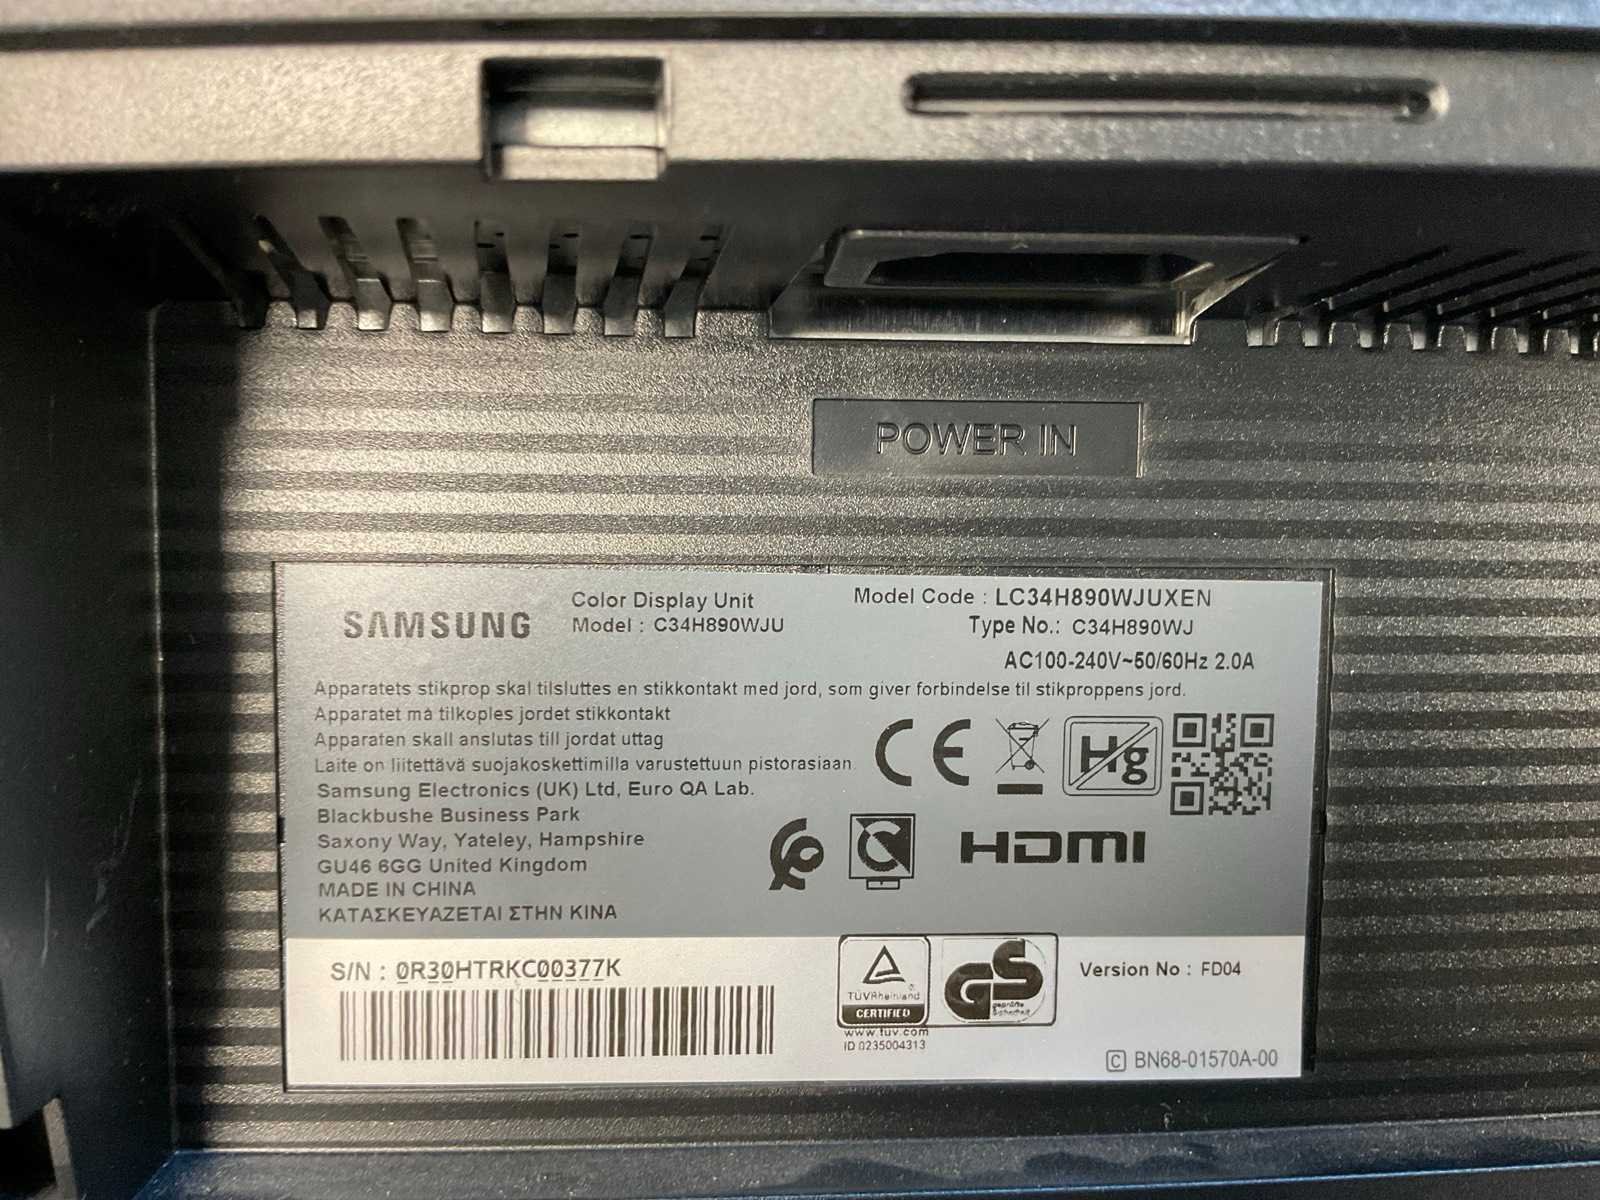 POWER IN
SAMSUNG
Color Display Unit
Model : C34H890WJU
Model Code : LC34H890WJUXEN
Type No.: C34H890WJ
AC100-240V~50/60Hz 2.0A
Apparatets stikprop skal tilsluttes en stikkontakt med jord, som giver forbindelse til stikproppens jord.
Apparatet må tilkoples jordet stikkontakt
Apparaten skall anslutas till jordat uttag
Laite on liitettävä suojakoskettimilla varustettuun pistorasiaan
Samsung Electronics (UK) Ltd, Euro QA Lab.
Blackbushe Business Park
Saxony Way, Yateley, Hampshire
GU46 6GG United Kingdom
MADE IN CHINA
ΚΑΤΑΣΚΕΥΑΖΕΤΑΙ ΣΤΗΝ ΚΙΝΑ
CE
Hg
HDMI
S/N : 0R30HTRKC00377K
TÜVRheinland
CERTIFIED
www.tuv.com
ID 0235004313
GS
geprüfte
Sicherheit
Version No : FD04
C BN68-01570A-00